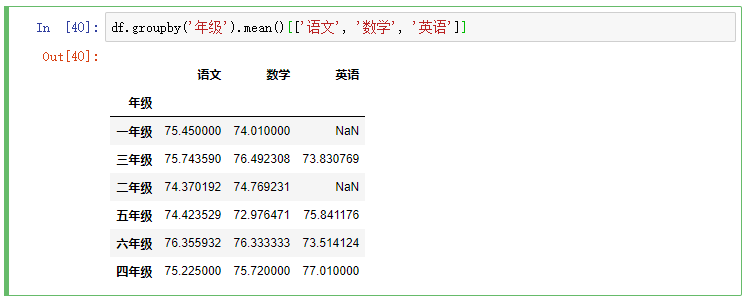 In [40]: df.groupby('年级').mean()[['语文', '数学', '英语']]
Out[40]:
语文 数学 英语
年级
一年级 75.450000 74.010000 NaN
三年级 75.743590 76.492308 73.830769
二年级 74.370192 74.769231 NaN
五年级 74.423529 72.976471 75.841176
六年级 76.355932 76.333333 73.514124
四年级 75.225000 75.720000 77.010000